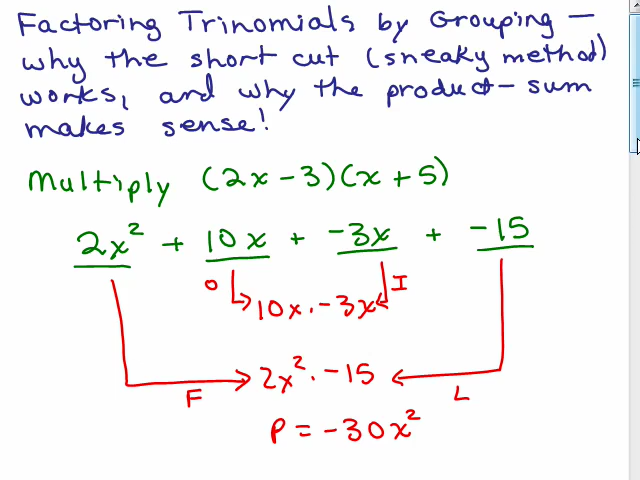 Factoring Trinomials by Grouping —
why the short cut (sneaky method)
works, and why the product-sum
makes sense!
Multiply (2x - 3)(x + 5)
2x² + 10x + -3x + -15
O I
10x · -3x
2x² · -15
F L
P = -30x²